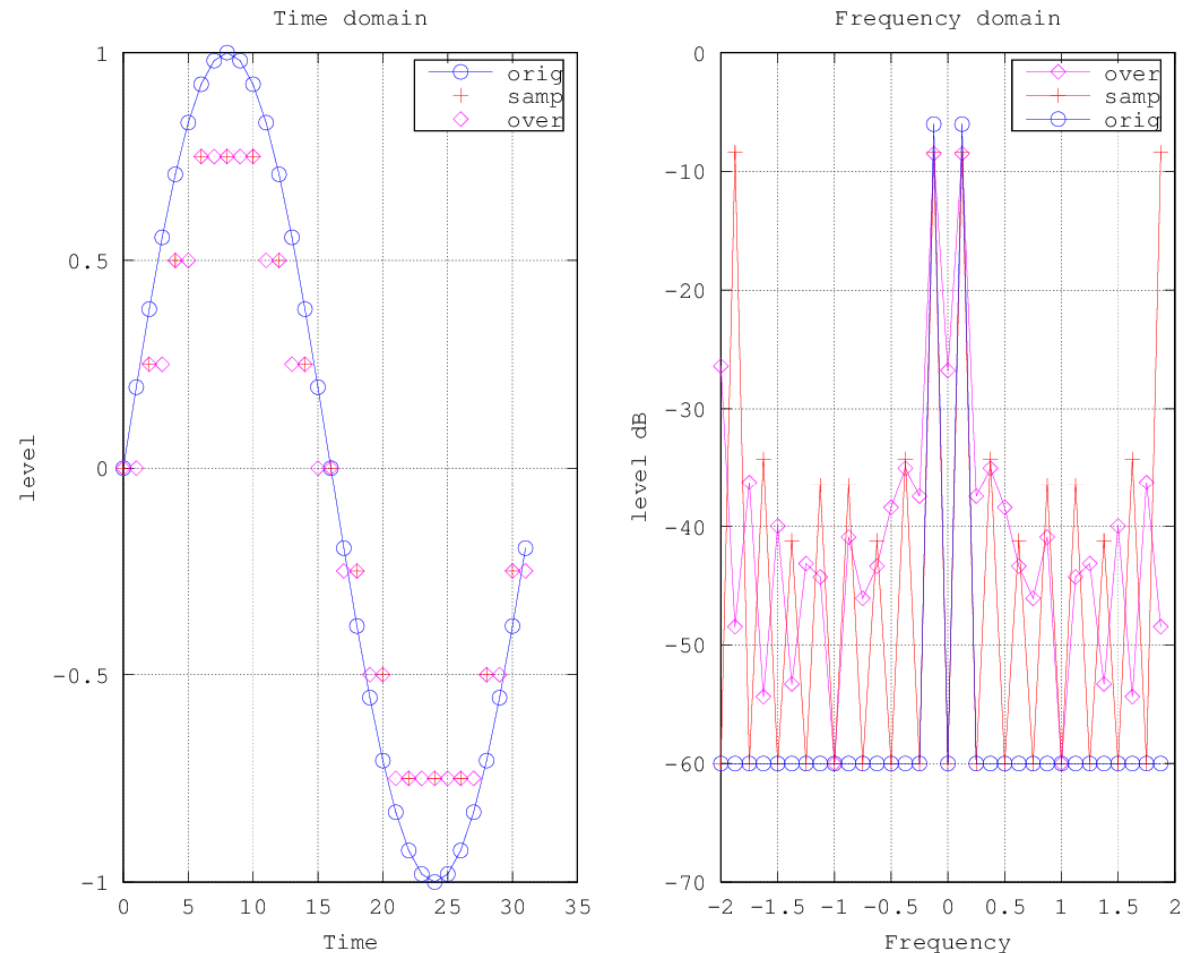 Time domain
1
0.5
0
-0.5
-1
level
orig
samp
over
0 5 10 15 20 25 30 35
Time
Frequency domain
0
-10
-20
-30
-40
-50
-60
-70
level dB
over
samp
orig
-2 -1.5 -1 -0.5 0 0.5 1 1.5 2
Frequency